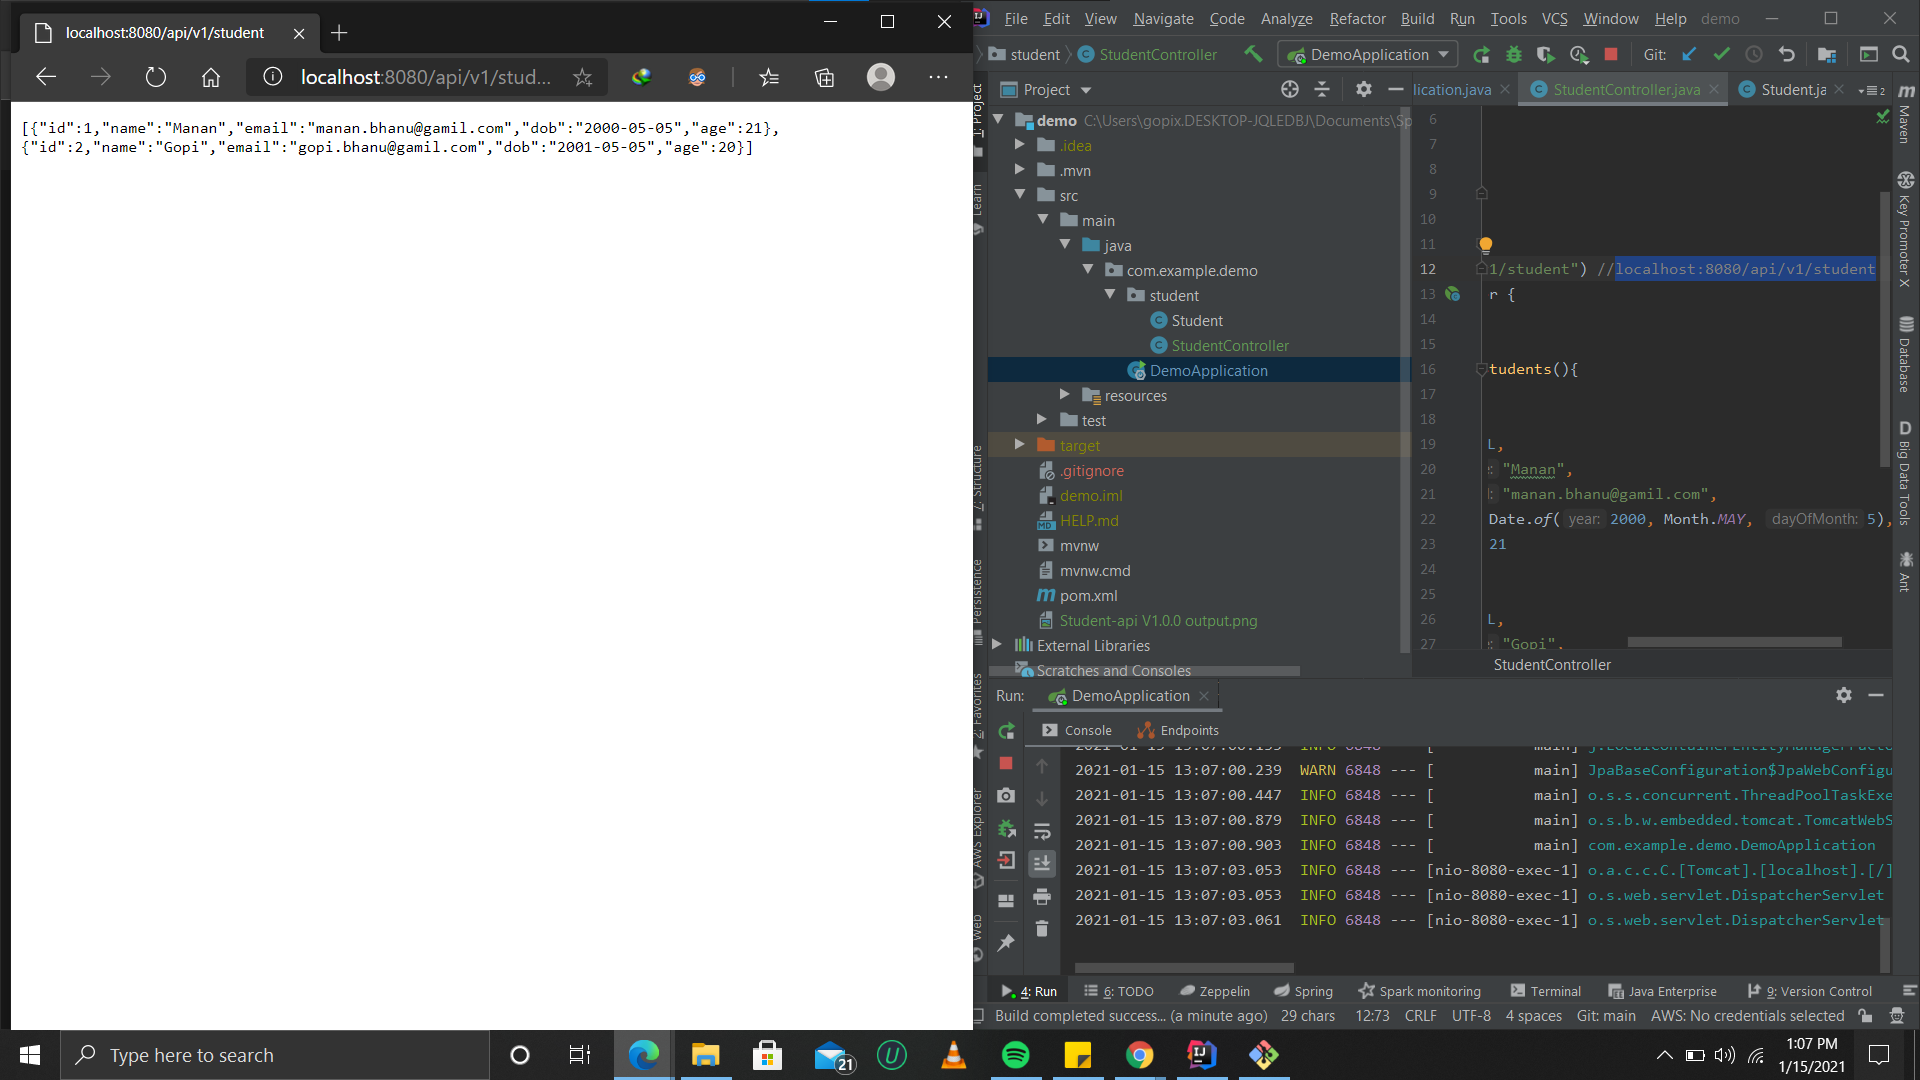 localhost:8080/api/v1/student
localhost:8080/api/v1/stud...
[{"id":1,"name":"Manan","email":"manan.bhanu@gamil.com","dob":"2000-05-05","age":21},
{"id":2,"name":"Gopi","email":"gopi.bhanu@gamil.com","dob":"2001-05-05","age":20}]
File Edit View Navigate Code Analyze Refactor Build Run Tools VCS Window Help demo
student StudentController DemoApplication Git:
Project
lication.java StudentController.java Student.ja 2
1: Project
Learn
7: Structure
Persistence
2: Favorites
AWS Explorer
Web
demo C:\Users\gopix.DESKTOP-JQLEDBJ\Documents\Sp
.idea
.mvn
src
main
java
com.example.demo
student
Student
StudentController
DemoApplication
resources
test
target
.gitignore
demo.iml
HELP.md
mvnw
mvnw.cmd
pom.xml
Student-api V1.0.0 output.png
External Libraries
Scratches and Consoles
6
7
8
9
10
11
12 1/student") //localhost:8080/api/v1/student
13 r {
14
15
16 tudents(){
17
18
19 L,
20 : "Manan",
21 : "manan.bhanu@gamil.com",
22 Date.of( year: 2000, Month.MAY, dayOfMonth: 5),
23 21
24
25
26 L,
27 : "Gopi",
StudentController
Maven
Key Promoter X
Database
Big Data Tools
Ant
Run: DemoApplication
Console Endpoints
2021-01-15 13:07:00.239 WARN 6848 --- [ main] JpaBaseConfiguration$JpaWebConfigu
2021-01-15 13:07:00.447 INFO 6848 --- [ main] o.s.s.concurrent.ThreadPoolTaskExe
2021-01-15 13:07:00.879 INFO 6848 --- [ main] o.s.b.w.embedded.tomcat.TomcatWebS
2021-01-15 13:07:00.903 INFO 6848 --- [ main] com.example.demo.DemoApplication
2021-01-15 13:07:03.053 INFO 6848 --- [nio-8080-exec-1] o.a.c.c.C.[Tomcat].[localhost].[/]
2021-01-15 13:07:03.053 INFO 6848 --- [nio-8080-exec-1] o.s.web.servlet.DispatcherServlet
2021-01-15 13:07:03.061 INFO 6848 --- [nio-8080-exec-1] o.s.web.servlet.DispatcherServlet
4: Run 6: TODO Zeppelin Spring Spark monitoring Terminal Java Enterprise 9: Version Control
Build completed success... (a minute ago) 29 chars 12:73 CRLF UTF-8 4 spaces Git: main AWS: No credentials selected
Type here to search
21
1:07 PM
1/15/2021